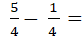 5/4 − 1/4 =